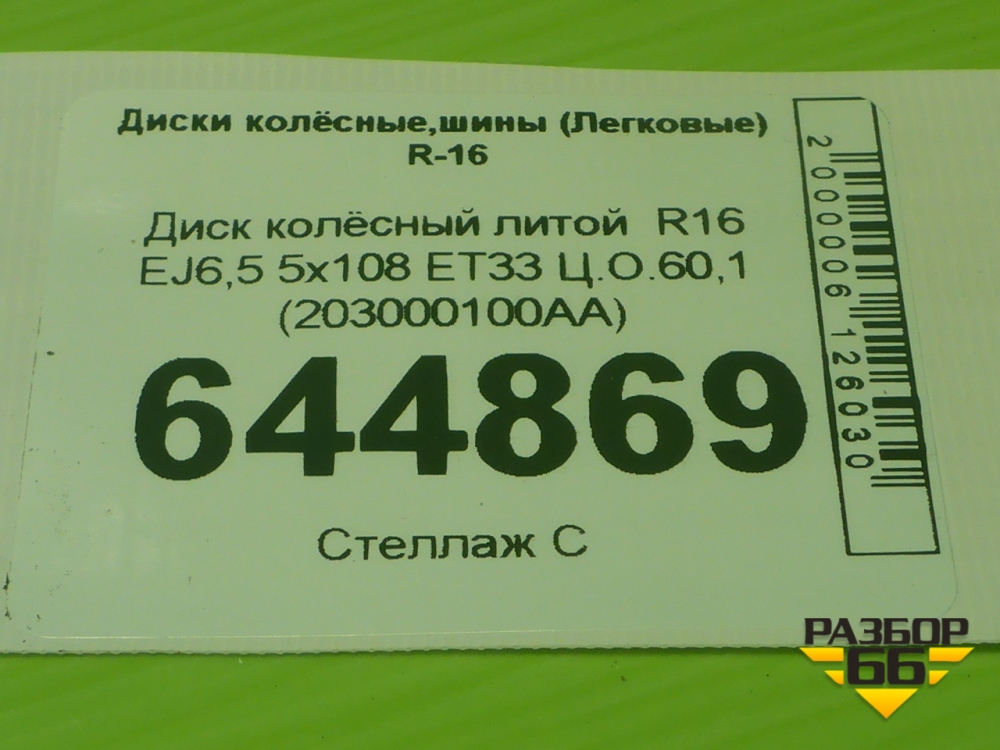 Диски колёсные,шины (Легковые)
R-16
Диск колёсный литой R16
EJ6,5 5x108 ET33 Ц.О.60,1
(203000100AA)
644869
Стеллаж С
2000006126030
РАЗБОР
66